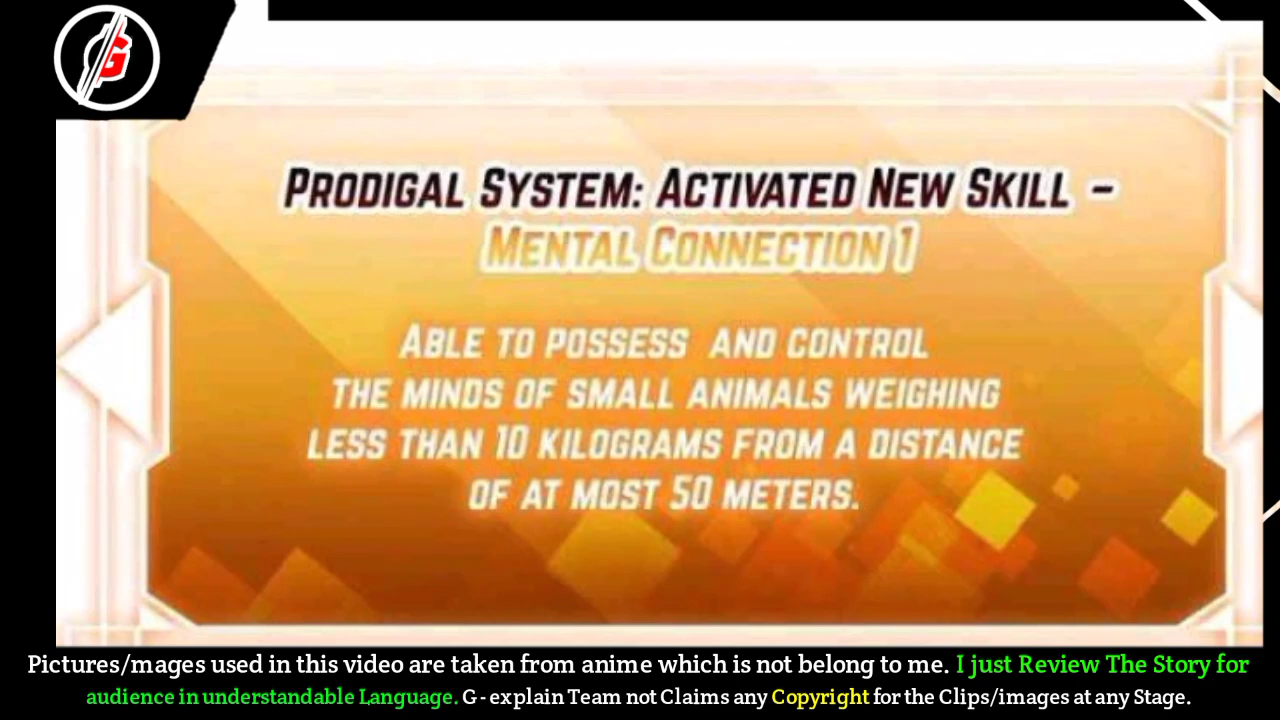 G
PRODIGAL SYSTEM: ACTIVATED NEW SKILL –
MENTAL CONNECTION 1
ABLE TO POSSESS AND CONTROL
THE MINDS OF SMALL ANIMALS WEIGHING
LESS THAN 10 KILOGRAMS FROM A DISTANCE
OF AT MOST 50 METERS.
Pictures/mages used in this video are taken from anime which is not belong to me. I just Review The Story for
audience in understandable Language. G - explain Team not Claims any Copyright for the Clips/images at any Stage.